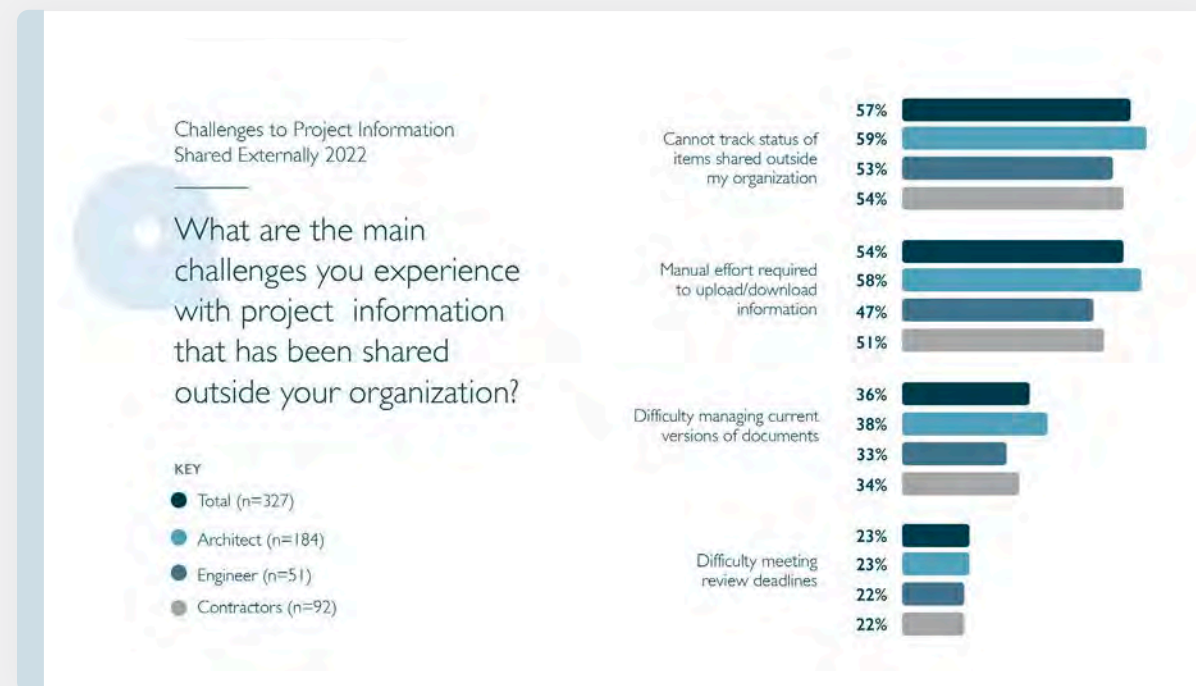 Challenges to Project Information
Shared Externally 2022
What are the main
challenges you experience
with project information
that has been shared
outside your organization?
KEY
Total (n=327)
Architect (n=184)
Engineer (n=51)
Contractors (n=92)
Cannot track status of
items shared outside
my organization
57%
59%
53%
54%
Manual effort required
to upload/download
information
54%
58%
47%
51%
Difficulty managing current
versions of documents
36%
38%
33%
34%
Difficulty meeting
review deadlines
23%
23%
22%
22%